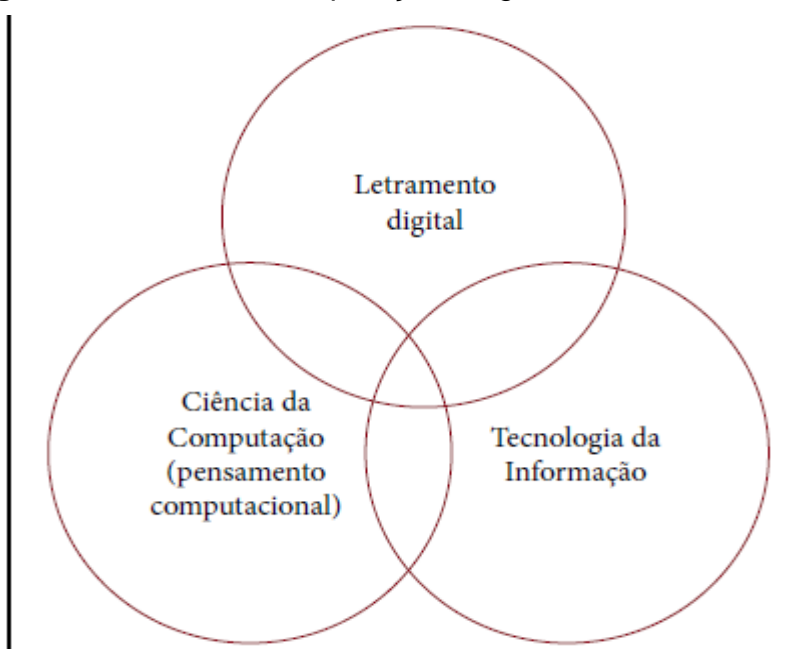 Letramento
digital
Ciência da
Computação
(pensamento
computacional)
Tecnologia da
Informação